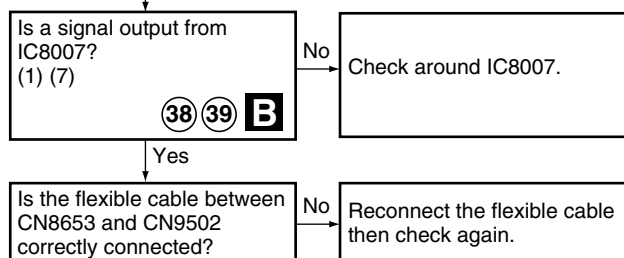 Is a signal output from
IC8007?
(1) (7)
38 39 B
No
Check around IC8007.
Yes
Is the flexible cable between
CN8653 and CN9502
correctly connected?
No
Reconnect the flexible cable
then check again.